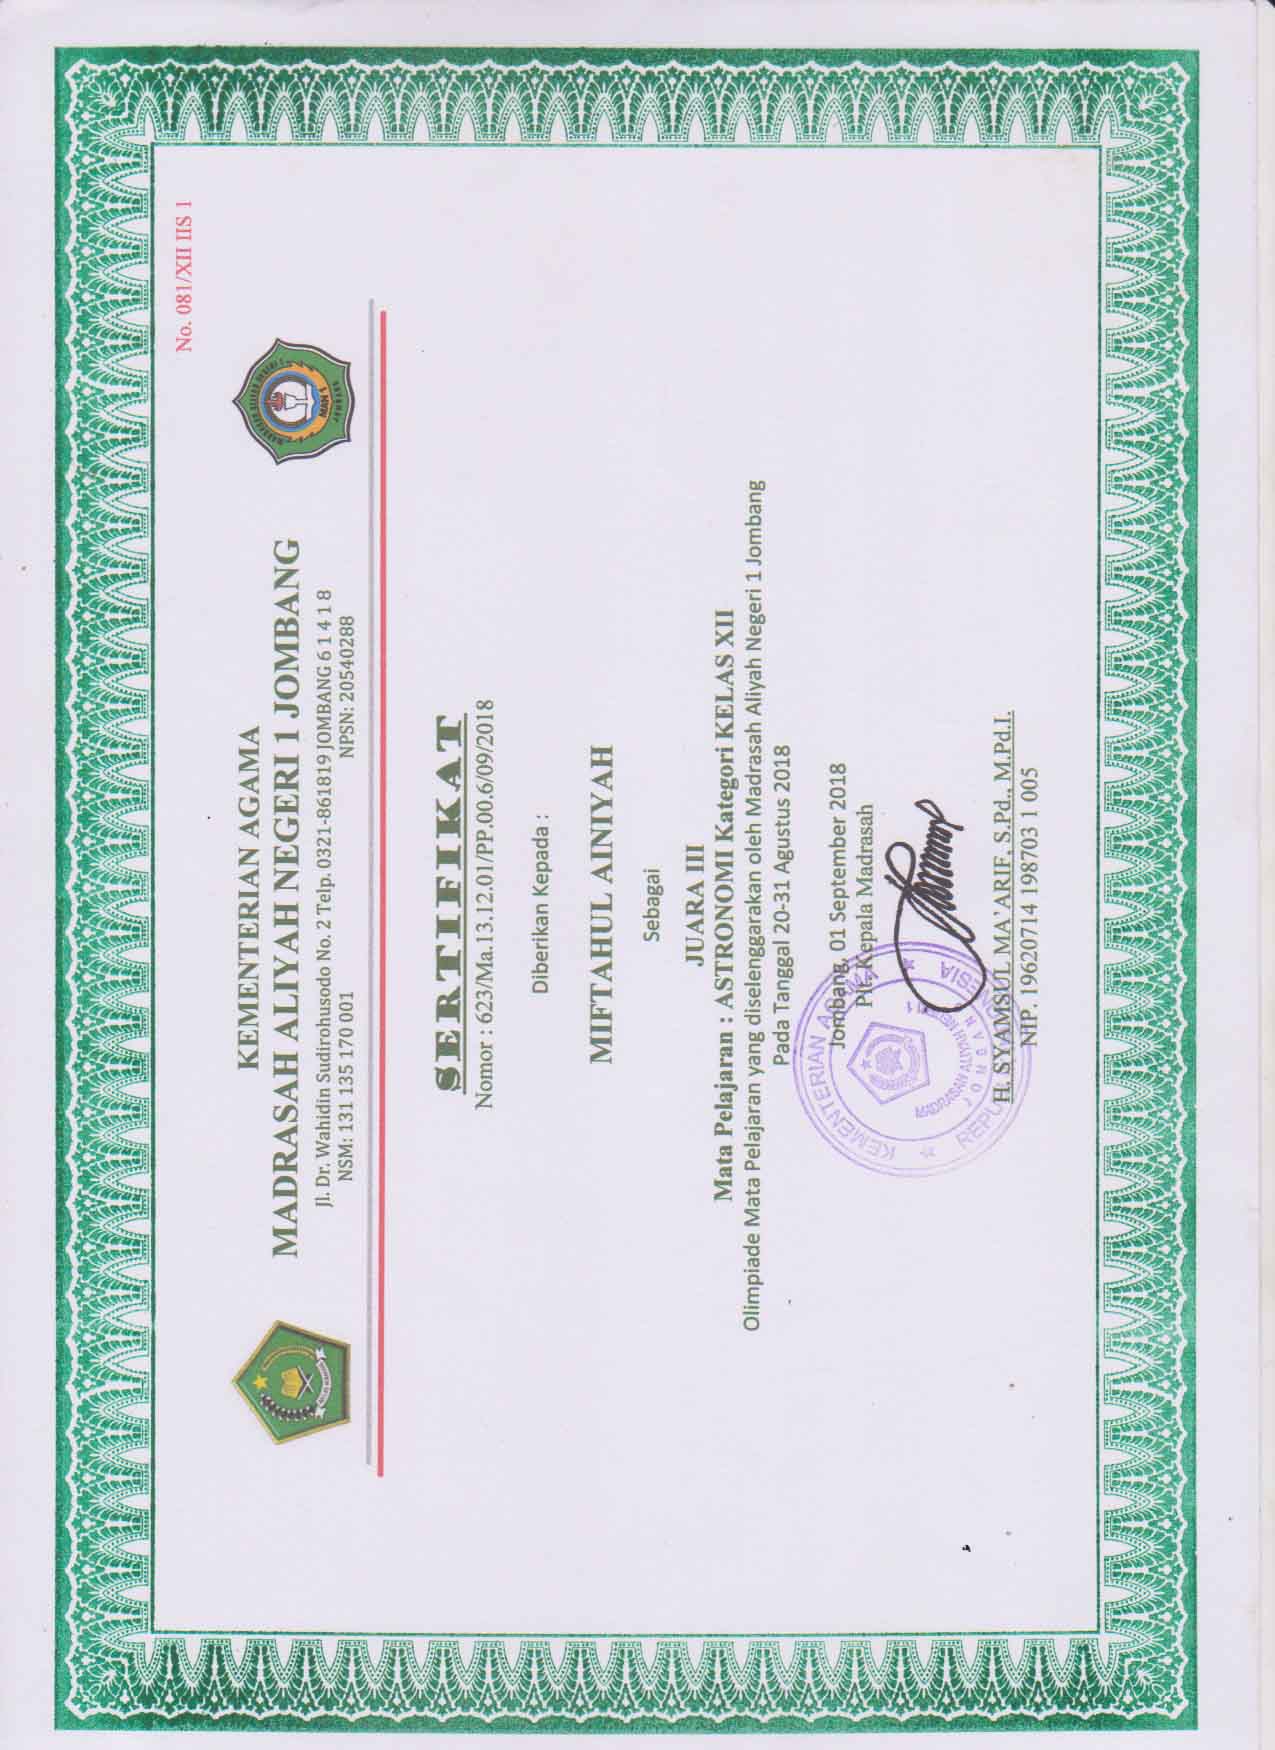 No. 081/XII IIS 1
KEMENTERIAN AGAMA
MADRASAH ALIYAH NEGERI 1 JOMBANG
Jl. Dr. Wahidin Sudirohusodo No. 2 Telp. 0321-861819 JOMBANG 6 1 4 1 8
NSM: 131 135 170 001 NPSN: 20540288
SERTIFIKAT
Nomor : 623/Ma.13.12.01/PP.00.6/09/2018
Diberikan Kepada :
MIFTAHUL AINIYAH
Sebagai
JUARA III
Mata Pelajaran : ASTRONOMI Kategori KELAS XII
Olimpiade Mata Pelajaran yang diselenggarakan oleh Madrasah Aliyah Negeri 1 Jombang
Pada Tanggal 20-31 Agustus 2018
Jombang, 01 September 2018
Plt.Kepala Madrasah
KEMENTERIAN AGAMA
MADRASAH ALIYAH NEGERI 1
JOMBANG
H. SYAMSUL MA'ARIF, S.Pd., M.Pd.I.
NIP. 19620714 198703 1 005
MAN 1